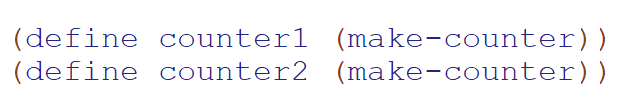 (define counter1 (make-counter))
(define counter2 (make-counter))